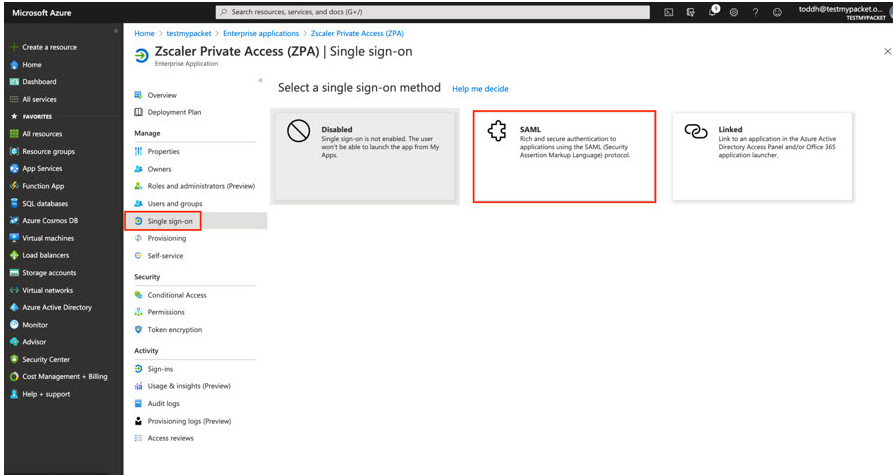 Microsoft Azure
Search resources, services, and docs (G+/)
toddh@testmypacket.o...
TESTMYPACKET
Create a resource
Home
Dashboard
All services
FAVORITES
All resources
Resource groups
App Services
Function App
SQL databases
Azure Cosmos DB
Virtual machines
Load balancers
Storage accounts
Virtual networks
Azure Active Directory
Monitor
Advisor
Security Center
Cost Management + Billing
Help + support
Home > testmypacket > Enterprise applications > Zscaler Private Access (ZPA)
Zscaler Private Access (ZPA) | Single sign-on
Enterprise Application
Overview
Deployment Plan
Manage
Properties
Owners
Roles and administrators (Preview)
Users and groups
Single sign-on
Provisioning
Self-service
Security
Conditional Access
Permissions
Token encryption
Activity
Sign-ins
Usage & insights (Preview)
Audit logs
Provisioning logs (Preview)
Access reviews
Select a single sign-on method Help me decide
Disabled
Single sign-on is not enabled. The user
won't be able to launch the app from My
Apps.
SAML
Rich and secure authentication to
applications using the SAML (Security
Assertion Markup Language) protocol.
Linked
Link to an application in the Azure Active
Directory Access Panel and/or Office 365
application launcher.